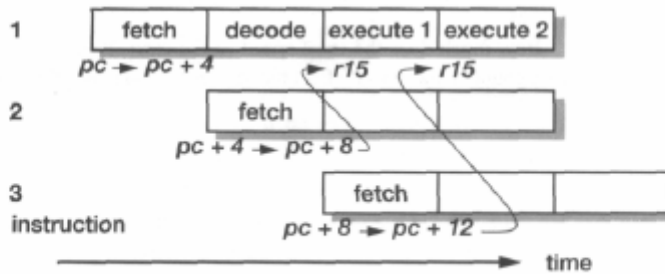 1 fetch decode execute 1 execute 2
pc → pc + 4 r15 r15
2 fetch
pc + 4 → pc + 8
3 fetch
instruction pc + 8 → pc + 12
time